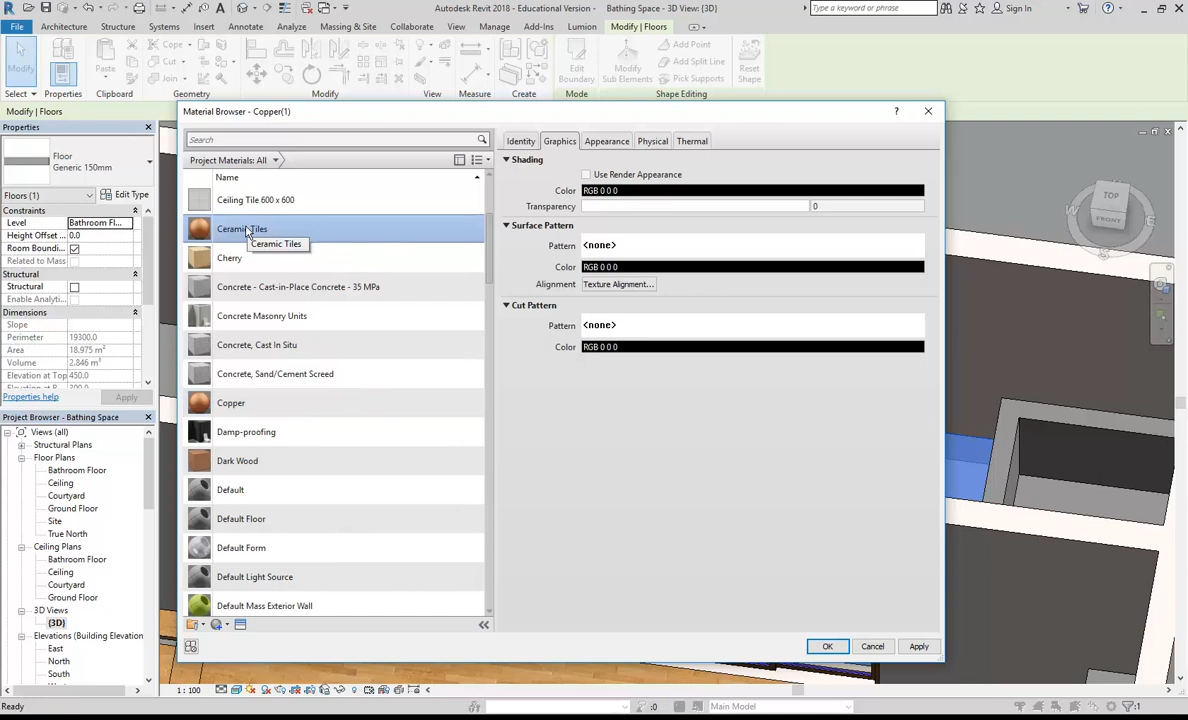 Autodesk Revit 2018 - Educational Version - Bathing Space - 3D View: {3D}
Type a keyword or phrase
Sign In
File Architecture Structure Systems Insert Annotate Analyze Massing & Site Collaborate View Manage Add-Ins Lumion Modify | Floors
Modify
Paste
Cope
Cut
Join
Edit Boundary
Modify Sub Elements
Add Point
Add Split Line
Pick Supports
Reset Shape
Select Properties Clipboard Geometry Modify View Measure Create Mode Shape Editing
Modify | Floors
Properties
Floor
Generic 150mm
Floors (1)
Edit Type
Constraints
Level Bathroom Fl...
Height Offset ... 0.0
Room Boundi...
Related to Mass
Structural
Structural
Enable Analyti...
Dimensions
Slope
Perimeter 19300.0
Area 18.975 m²
Volume 2.846 m³
Elevation at Top 450.0
Properties help
Apply
Project Browser - Bathing Space
Views (all)
Structural Plans
Floor Plans
Bathroom Floor
Ceiling
Courtyard
Ground Floor
Site
True North
Ceiling Plans
Bathroom Floor
Ceiling
Courtyard
Ground Floor
3D Views
{3D}
Elevations (Building Elevation
East
North
South
Material Browser - Copper(1)
Search
Project Materials: All
Name
Ceiling Tile 600 x 600
Ceramic Tiles
Ceramic Tiles
Cherry
Concrete - Cast-in-Place Concrete - 35 MPa
Concrete Masonry Units
Concrete, Cast In Situ
Concrete, Sand/Cement Screed
Copper
Damp-proofing
Dark Wood
Default
Default Floor
Default Form
Default Light Source
Default Mass Exterior Wall
Identity Graphics Appearance Physical Thermal
Shading
Use Render Appearance
Color RGB 0 0 0
Transparency 0
Surface Pattern
Pattern <none>
Color RGB 0 0 0
Alignment Texture Alignment...
Cut Pattern
Pattern <none>
Color RGB 0 0 0
OK Cancel Apply
TOP
FRONT
W
E
1 : 100
Ready
:0
Main Model
:1